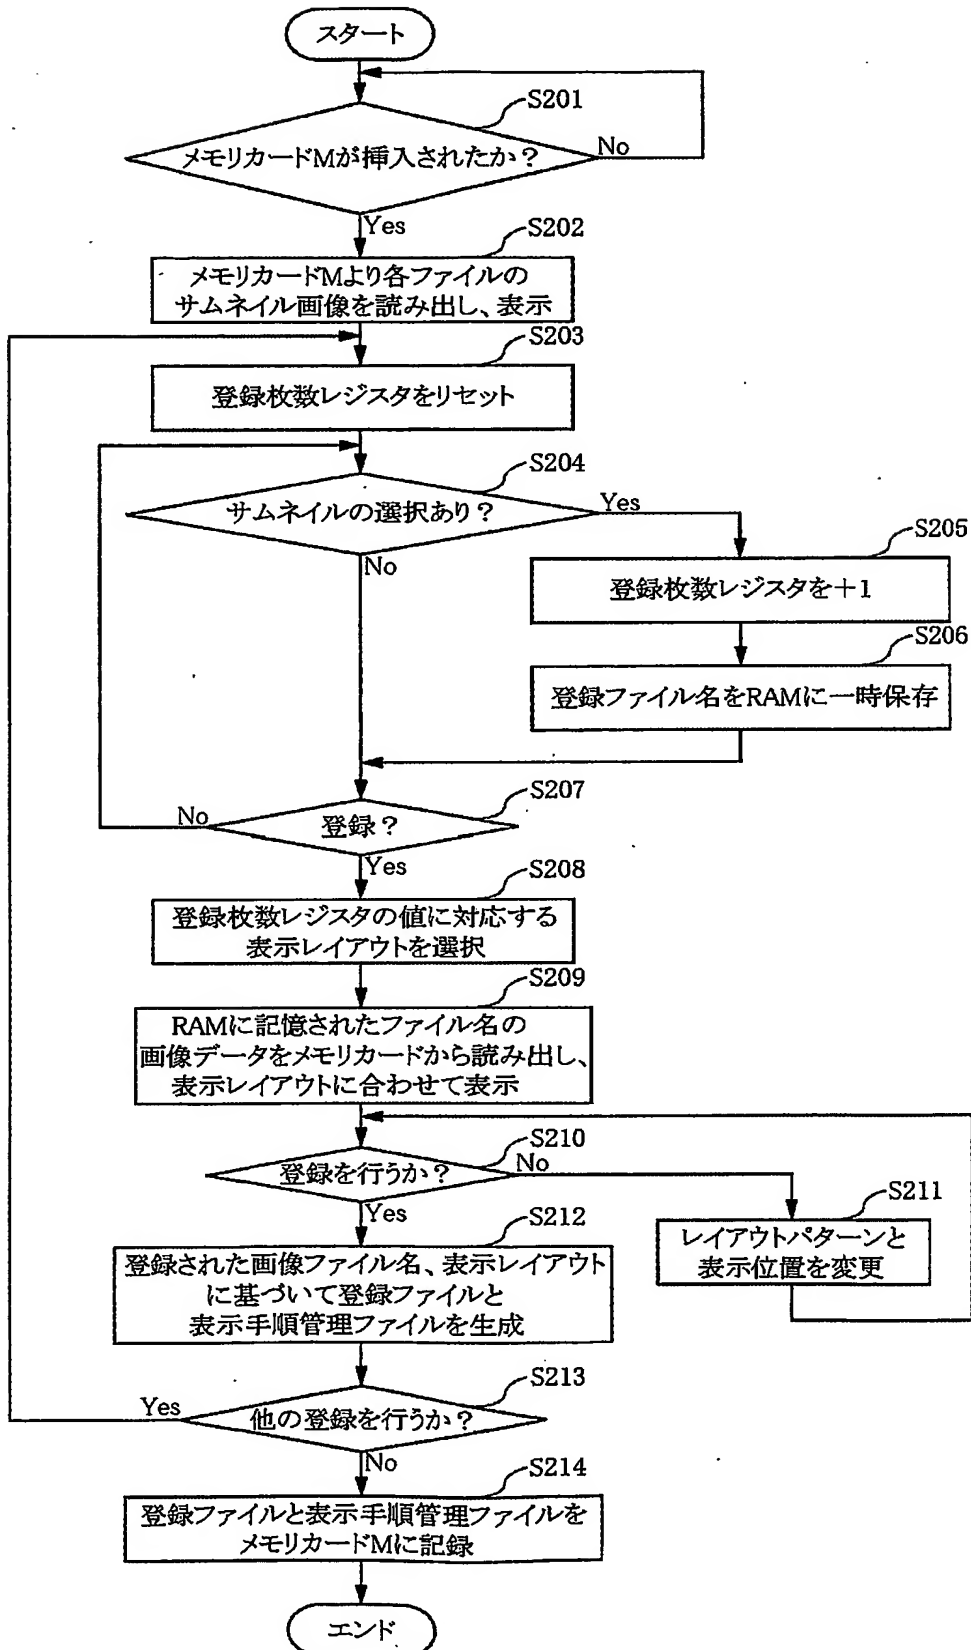 スタート
S201
メモリカードMが挿入されたか？
No
Yes
S202
メモリカードMより各ファイルの
サムネイル画像を読み出し、表示
S203
登録枚数レジスタをリセット
S204
サムネイルの選択あり？
Yes
No
S205
登録枚数レジスタを＋1
S206
登録ファイル名をRAMに一時保存
S207
登録？
No
Yes
S208
登録枚数レジスタの値に対応する
表示レイアウトを選択
S209
RAMに記憶されたファイル名の
画像データをメモリカードから読み出し、
表示レイアウトに合わせて表示
S210
登録を行うか？
No
Yes
S211
レイアウトパターンと
表示位置を変更
S212
登録された画像ファイル名、表示レイアウト
に基づいて登録ファイルと
表示手順管理ファイルを生成
S213
他の登録を行うか？
Yes
No
S214
登録ファイルと表示手順管理ファイルを
メモリカードMに記録
エンド